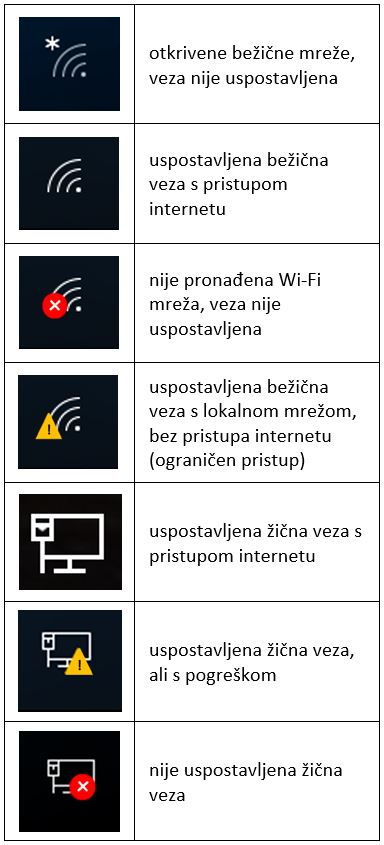 otkrivene bežične mreže,
veza nije uspostavljena
uspostavljena bežična
veza s pristupom
internetu
nije pronađena Wi-Fi
mreža, veza nije
uspostavljena
uspostavljena bežična
veza s lokalnom mrežom,
bez pristupa internetu
(ograničen pristup)
uspostavljena žična veza s
pristupom internetu
uspostavljena žična veza,
ali s pogreškom
nije uspostavljena žična
veza